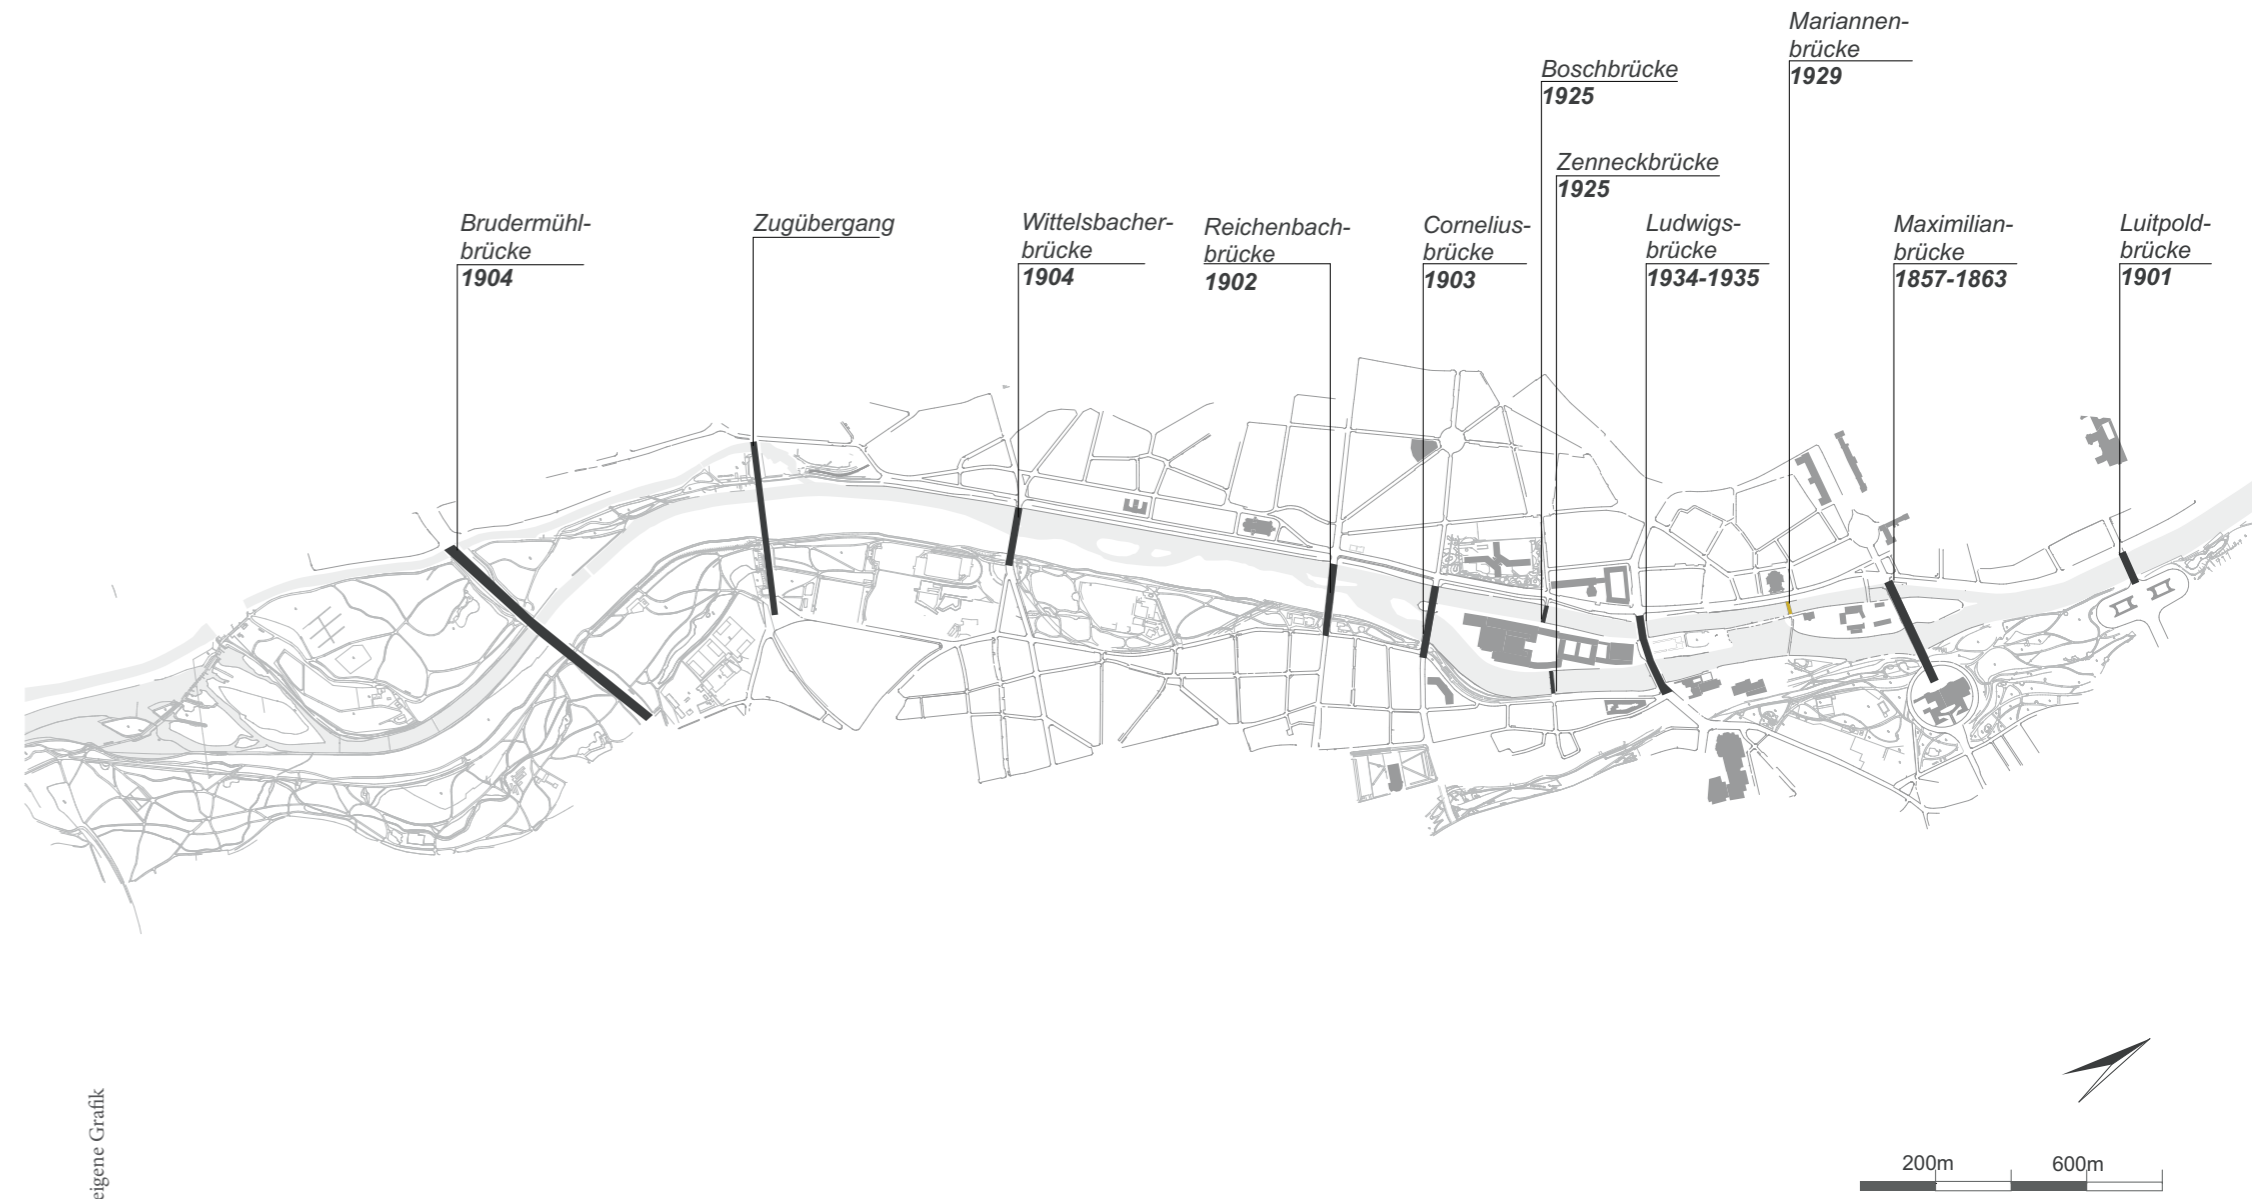 Mariannen-
brücke
1929
Boschbrücke
1925
Zenneckbrücke
1925
Brudermühl-
brücke
1904
Zugübergang
Wittelsbacher-
brücke
1904
Reichenbach-
brücke
1902
Cornelius-
brücke
1903
Ludwigs-
brücke
1934-1935
Maximilian-
brücke
1857-1863
Luitpold-
brücke
1901
eigene Grafik
200m
600m